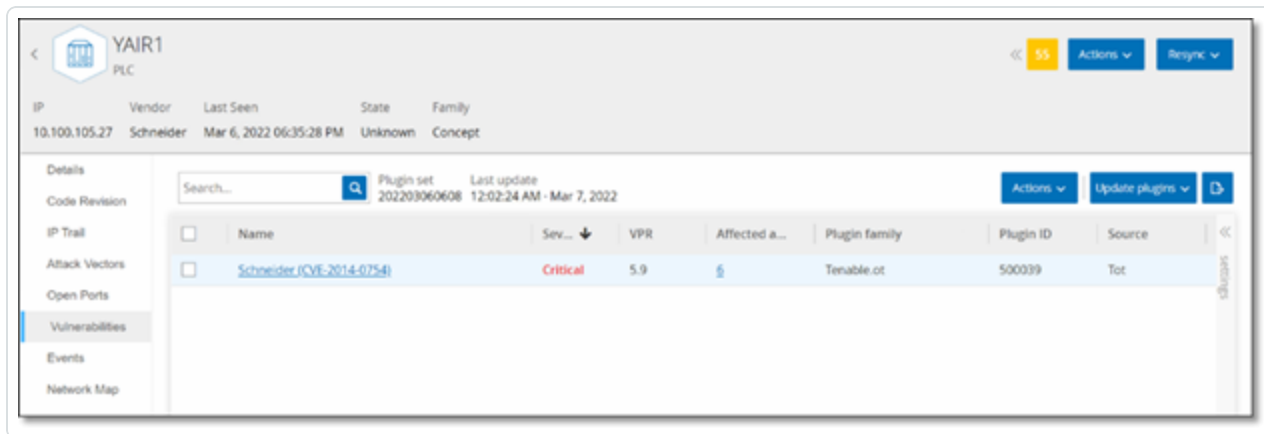 YAIR1
PLC
55 Actions Resync
IP Vendor Last Seen State Family
10.100.105.27 Schneider Mar 6, 2022 06:35:28 PM Unknown Concept
Details
Code Revision
IP Trail
Attack Vectors
Open Ports
Vulnerabilities
Events
Network Map
Search... Plugin set Last update Actions Update plugins
202203060608 12:02:24 AM - Mar 7, 2022
Name Sev... VPR Affected a... Plugin family Plugin ID Source
Schneider (CVE-2014-0754) Critical 5.9 6 Tenable.ot 500039 Tot
settings